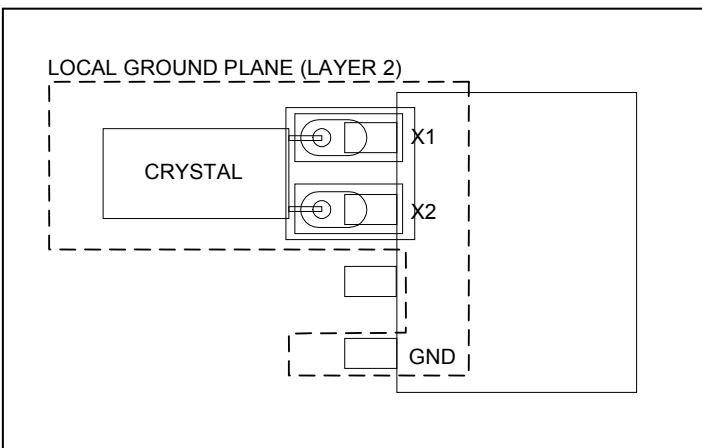 LOCAL GROUND PLANE (LAYER 2)
X1
CRYSTAL
X2
GND